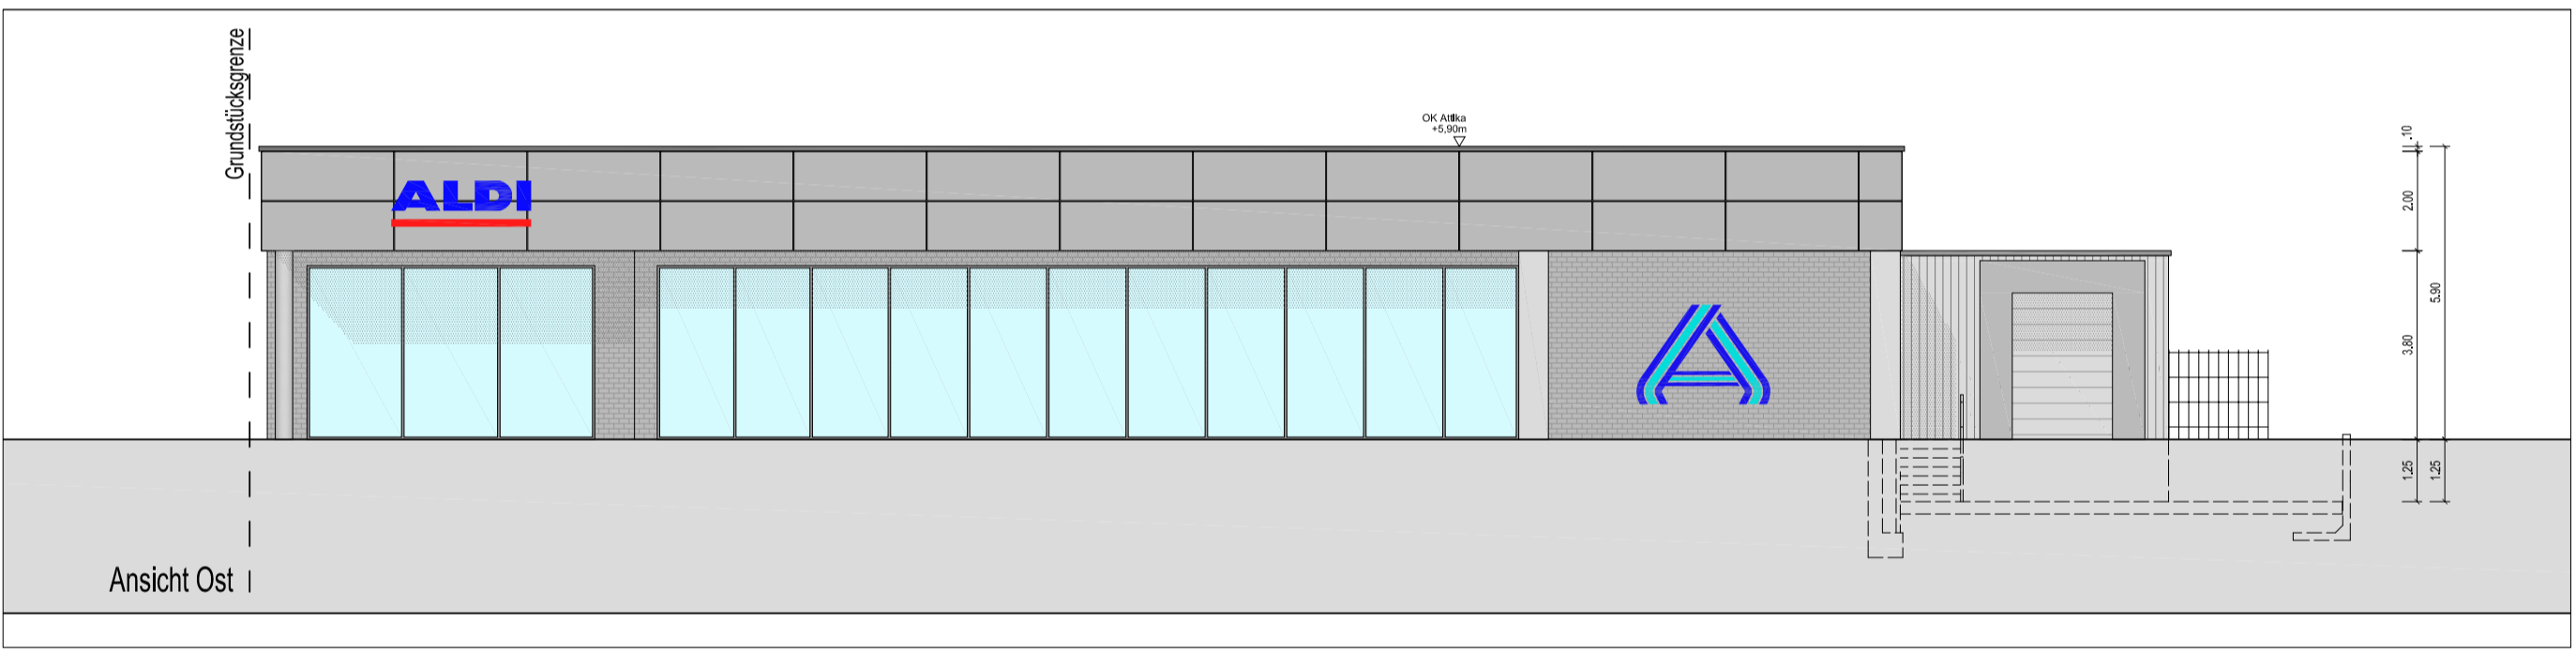 Grundstücksgrenze
OK Attika
+5,90m
ALDI
.10
2.00
5.90
3.80
1.25
1.25
Ansicht Ost